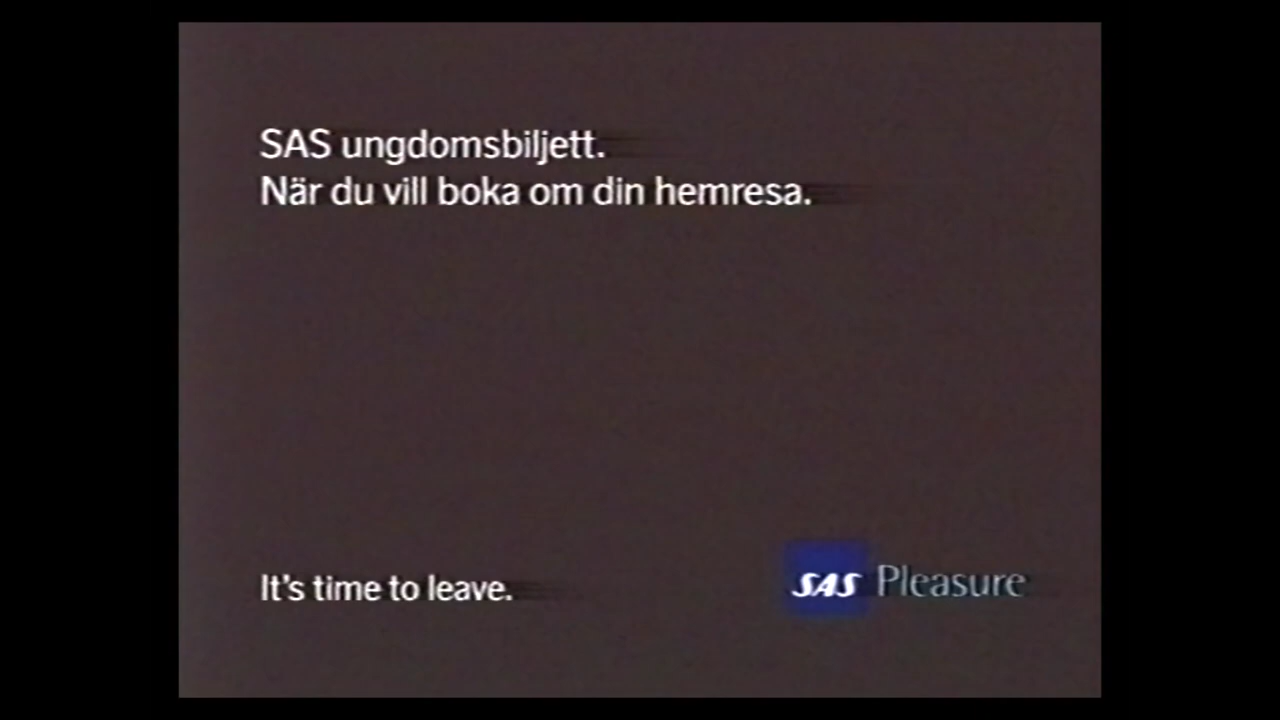 SAS ungdomsbiljett.
När du vill boka om din hemresa.
It's time to leave.
SAS Pleasure